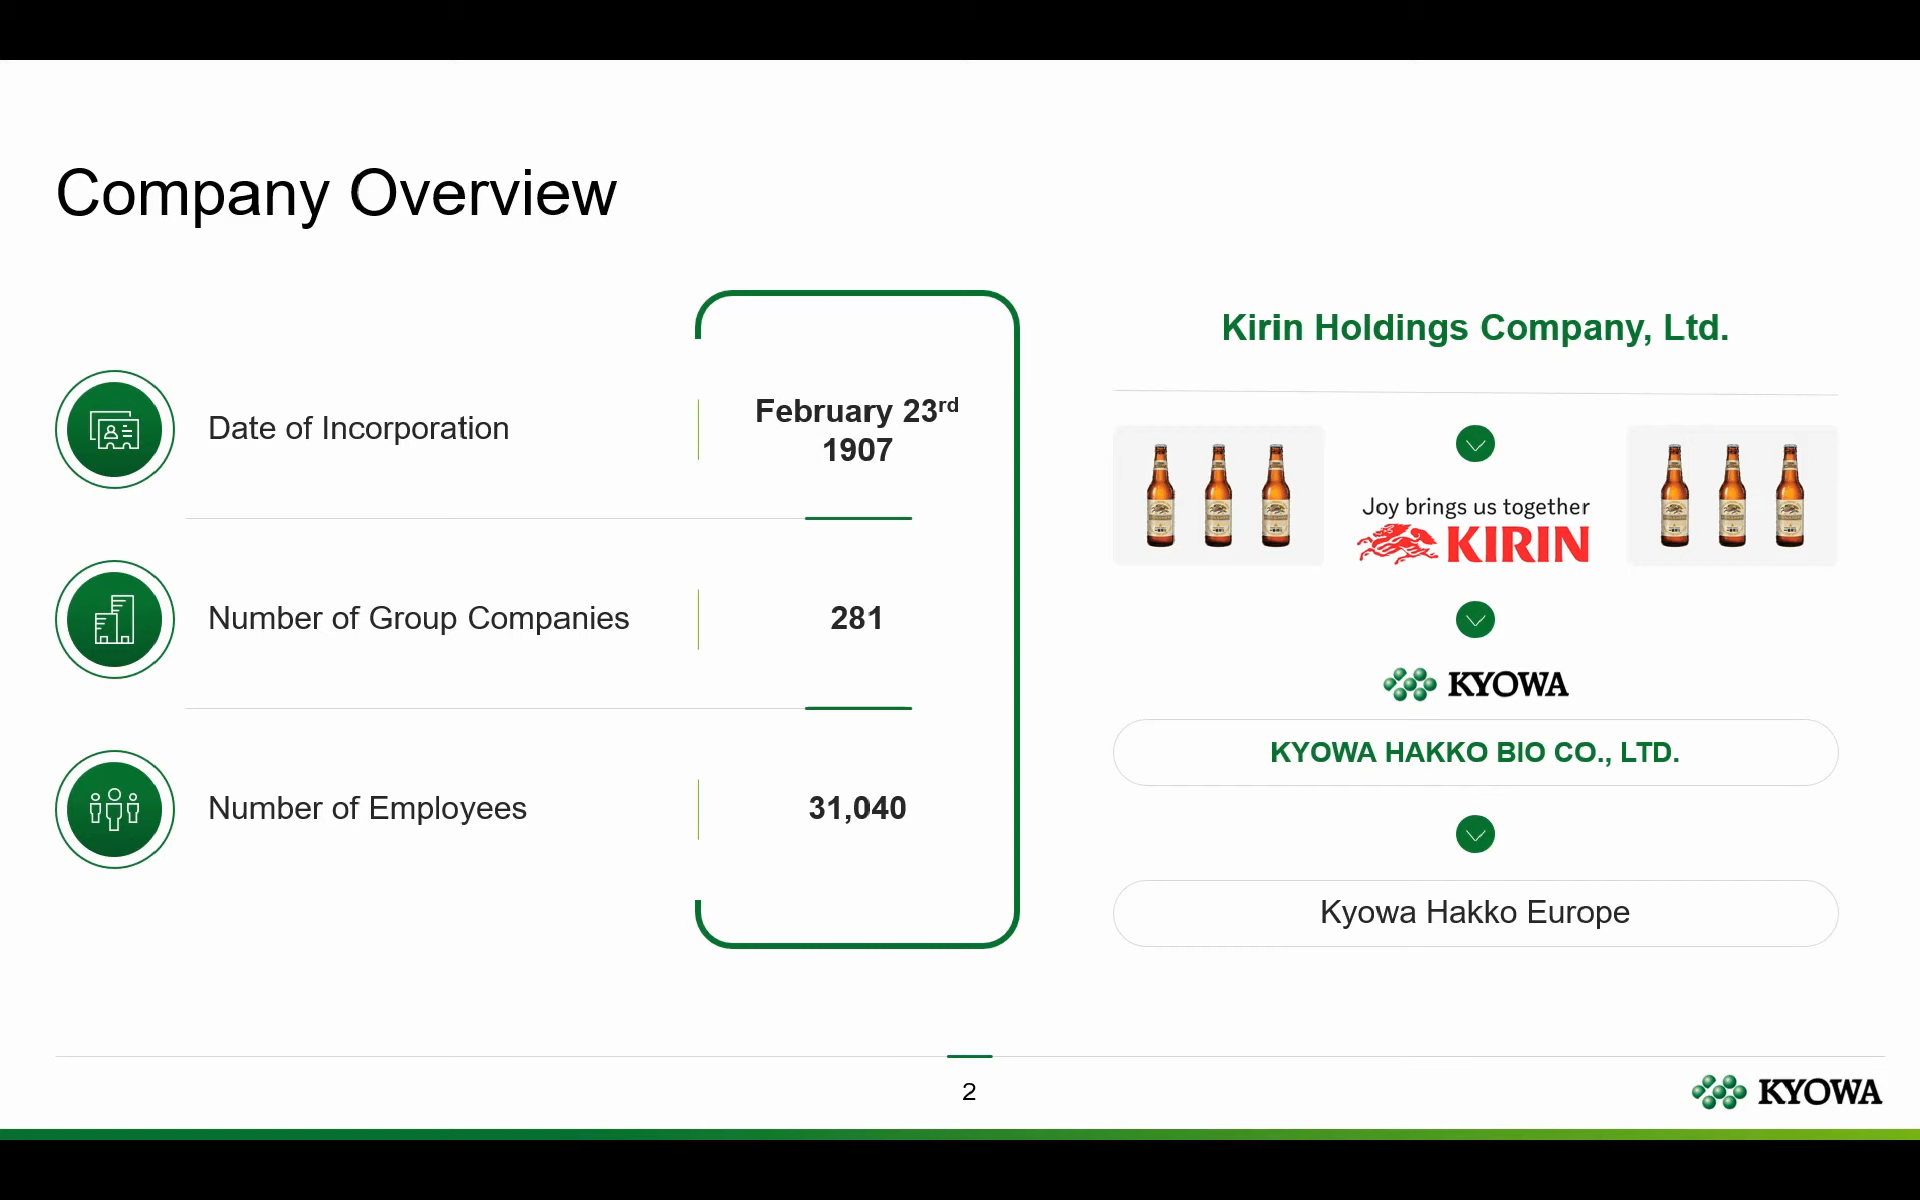 Company Overview
Date of Incorporation
February 23rd
1907
Number of Group Companies
281
Number of Employees
31,040
Kirin Holdings Company, Ltd.
Joy brings us together
KIRIN
KYOWA
KYOWA HAKKO BIO CO., LTD.
Kyowa Hakko Europe
2
KYOWA